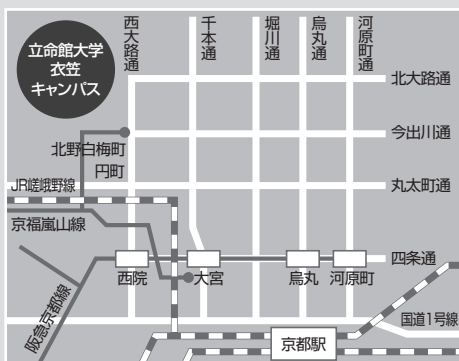 立命館大学
衣笠
キャンパス
西大路通
千本通
堀川通
烏丸通
河原町通
北大路通
今出川通
北野白梅町
円町
丸太町通
JR嵯峨野線
京福嵐山線
四条通
西院
大宮
烏丸
河原町
阪急京都線
国道1号線
京都駅